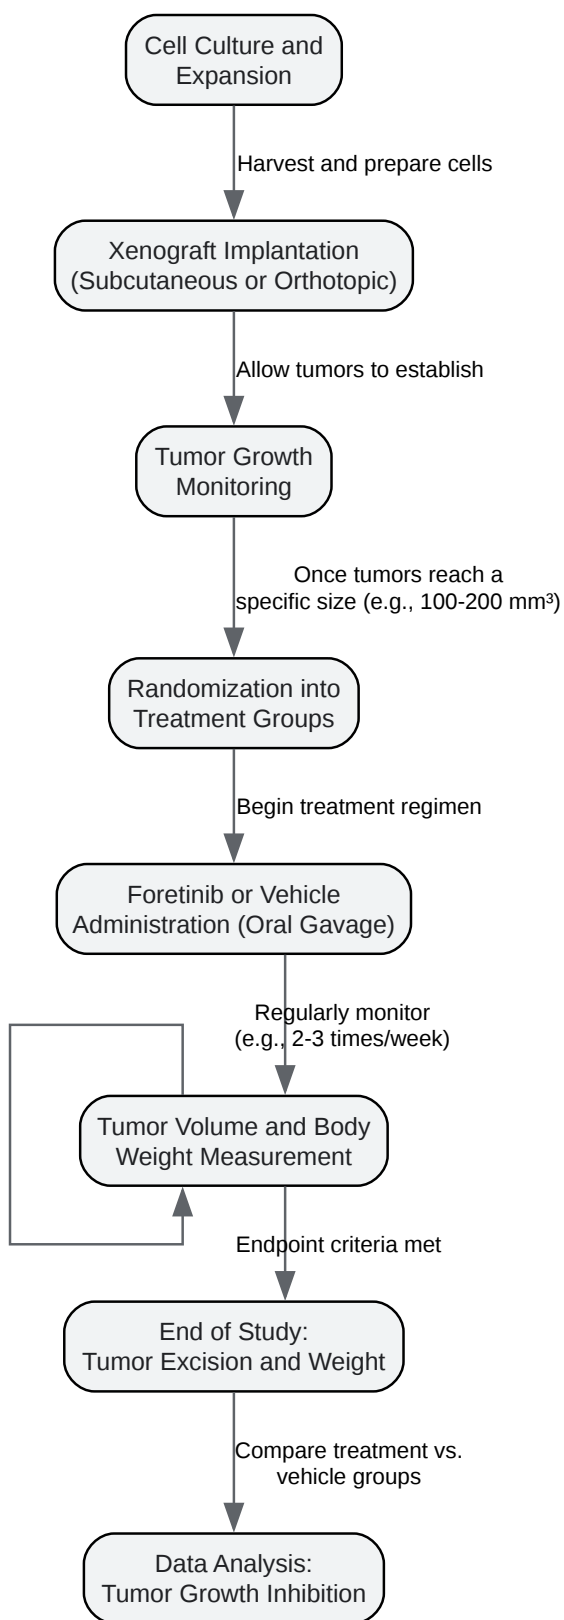 Cell Culture and
Expansion
Harvest and prepare cells
Xenograft Implantation
(Subcutaneous or Orthotopic)
Allow tumors to establish
Tumor Growth
Monitoring
Once tumors reach a
specific size (e.g., 100-200 mm³)
Randomization into
Treatment Groups
Begin treatment regimen
Foretinib or Vehicle
Administration (Oral Gavage)
Regularly monitor
(e.g., 2-3 times/week)
Tumor Volume and Body
Weight Measurement
Endpoint criteria met
End of Study:
Tumor Excision and Weight
Compare treatment vs.
vehicle groups
Data Analysis:
Tumor Growth Inhibition